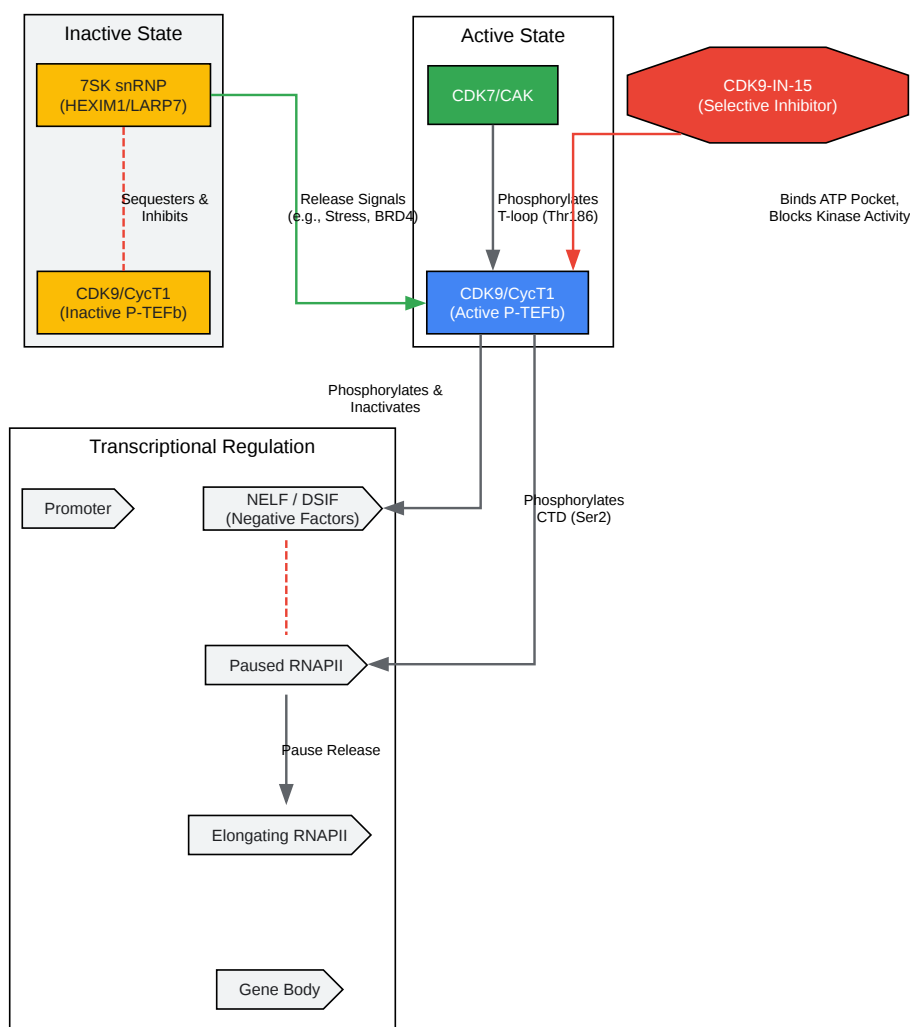 Inactive State
7SK snRNP
(HEXIM1/LARP7)
Sequesters &
Inhibits
CDK9/CycT1
(Inactive P-TEFb)
Release Signals
(e.g., Stress, BRD4)
Active State
CDK7/CAK
Phosphorylates
T-loop (Thr186)
CDK9/CycT1
(Active P-TEFb)
CDK9-IN-15
(Selective Inhibitor)
Binds ATP Pocket,
Blocks Kinase Activity
Phosphorylates &
Inactivates
Phosphorylates
CTD (Ser2)
Transcriptional Regulation
Promoter
NELF / DSIF
(Negative Factors)
Paused RNAPII
Pause Release
Elongating RNAPII
Gene Body